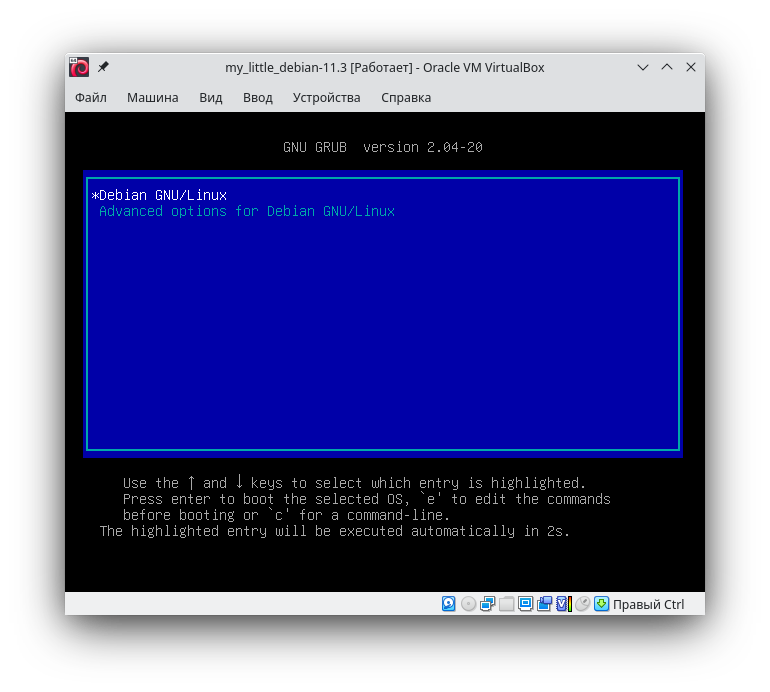 my_little_debian-11.3 [Работает] - Oracle VM VirtualBox
Файл Машина Вид Ввод Устройства Справка
GNU GRUB  version 2.04-20
*Debian GNU/Linux
Advanced options for Debian GNU/Linux
Use the ↑ and ↓ keys to select which entry is highlighted.
Press enter to boot the selected OS, `e' to edit the commands
before booting or `c' for a command-line.
The highlighted entry will be executed automatically in 2s.
Правый Ctrl